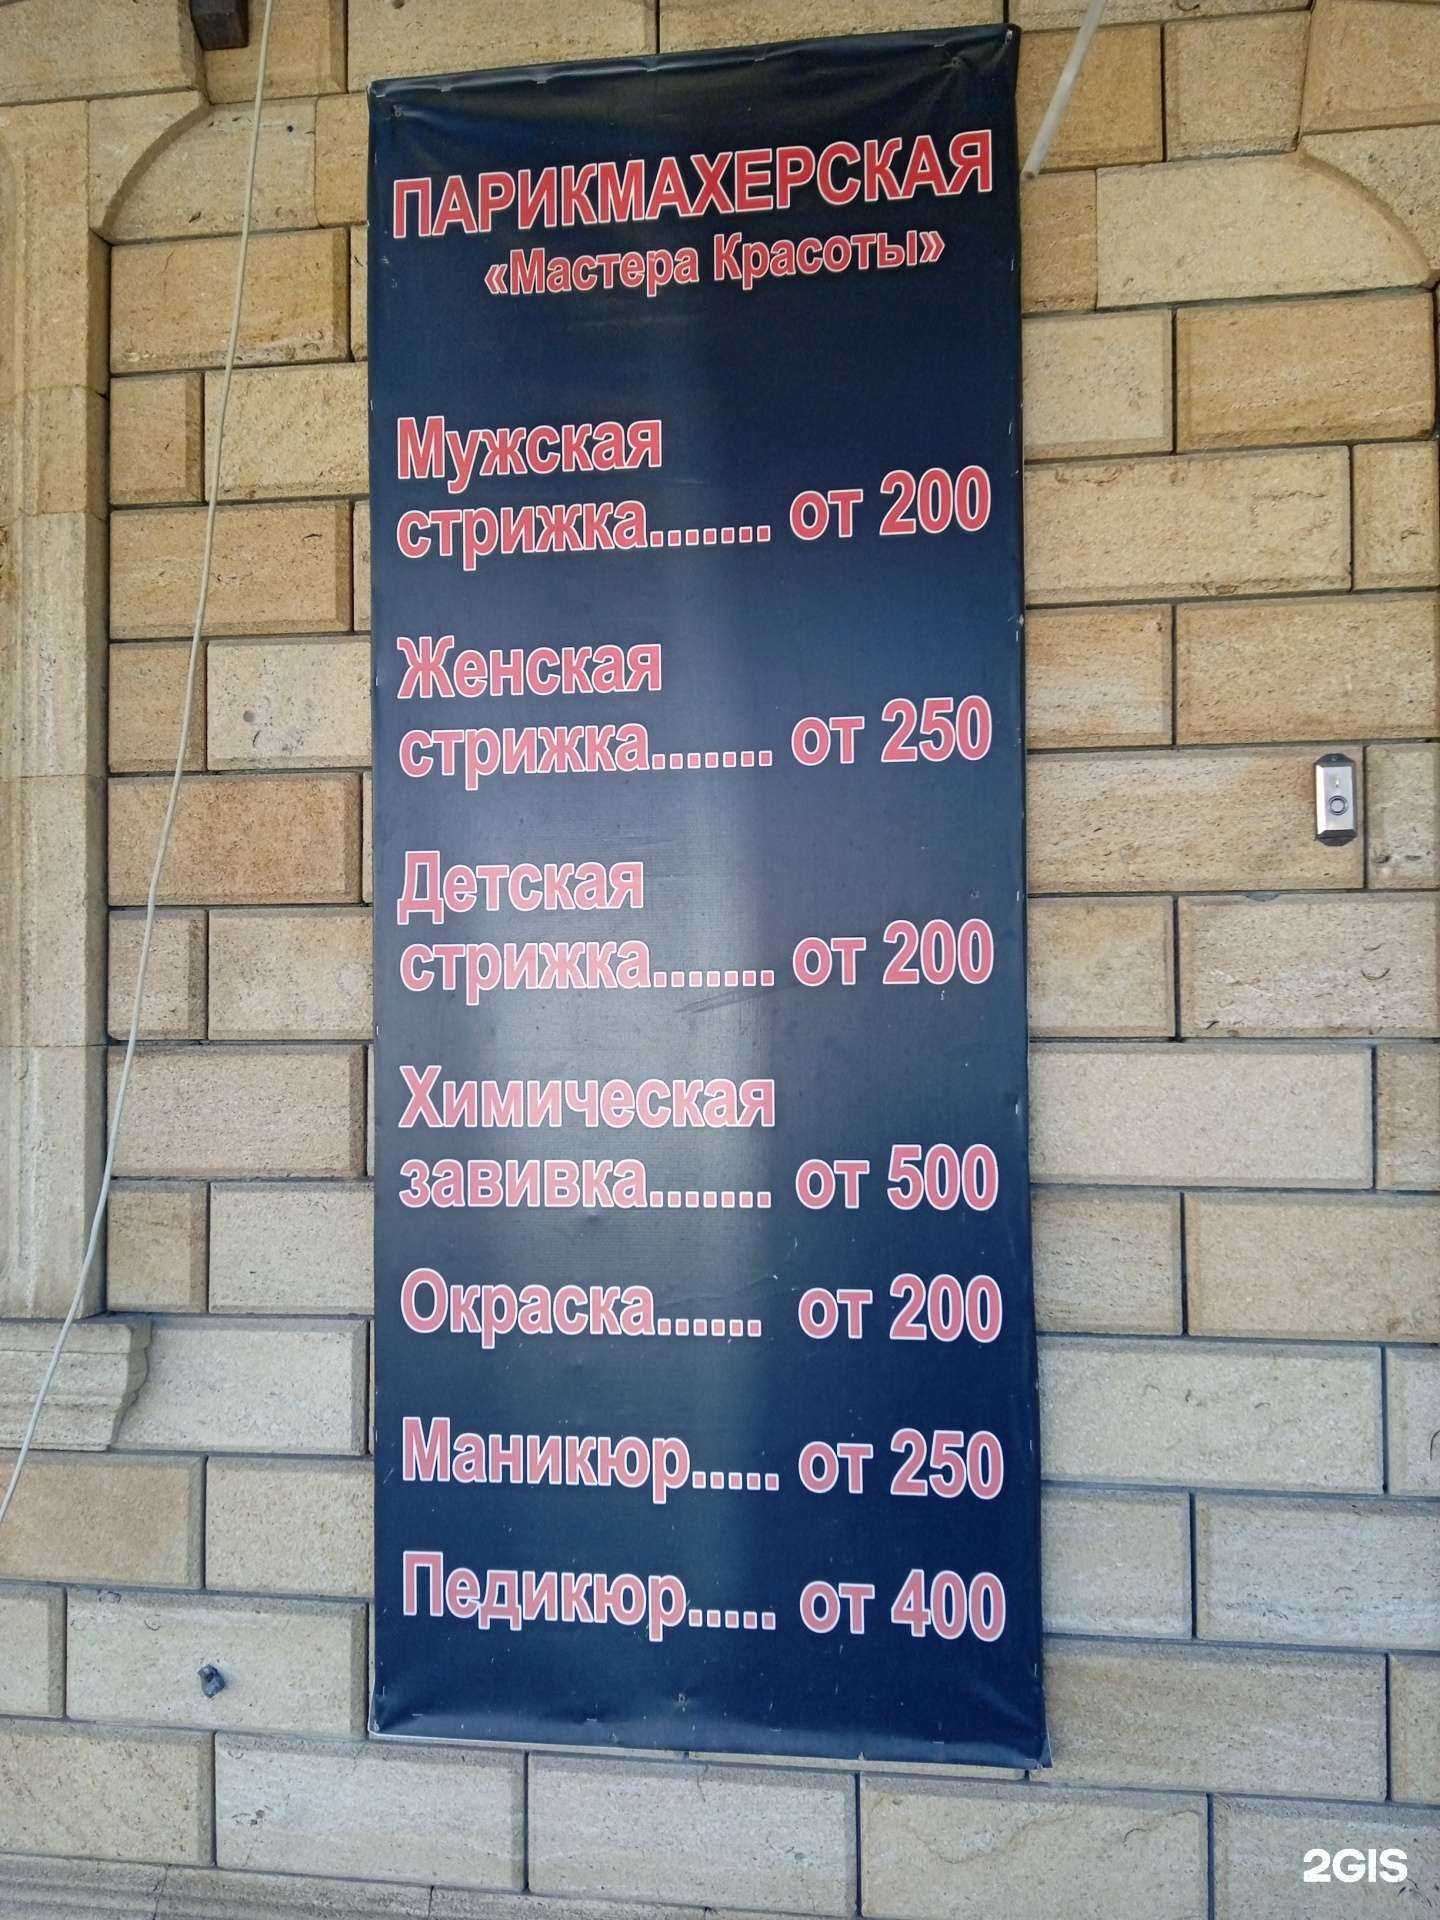 ПАРИКМАХЕРСКАЯ
«Мастера Красоты»
Мужская
стрижка....... от 200
Женская
стрижка....... от 250
Детская
стрижка....... от 200
Химическая
завивка....... от 500
Окраска...... от 200
Маникюр..... от 250
Педикюр..... от 400
2GIS